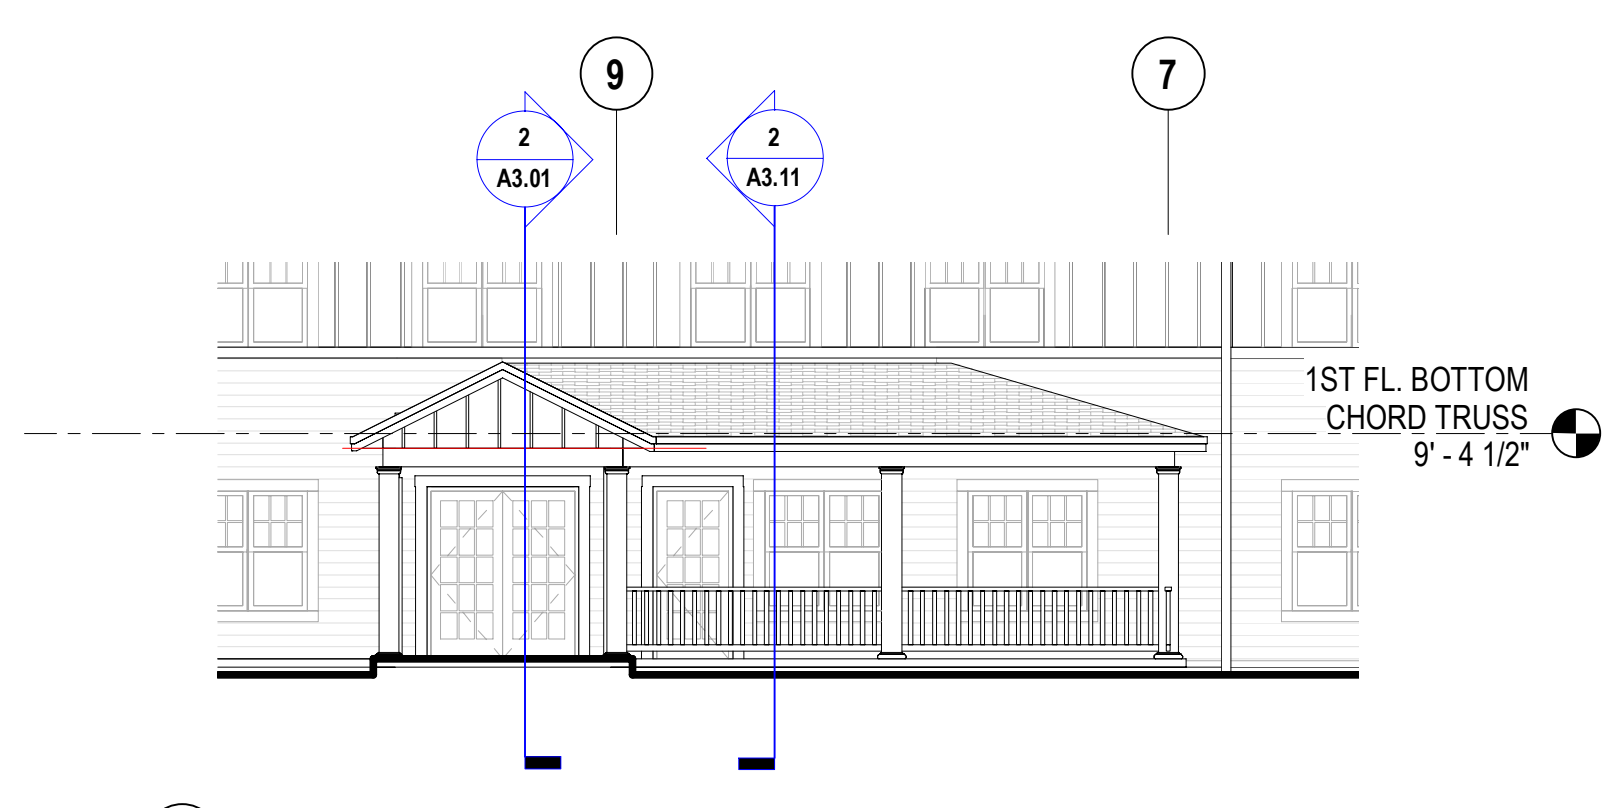 9
7
2
A3.01
2
A3.11
1ST FL. BOTTOM
CHORD TRUSS
9' - 4 1/2"